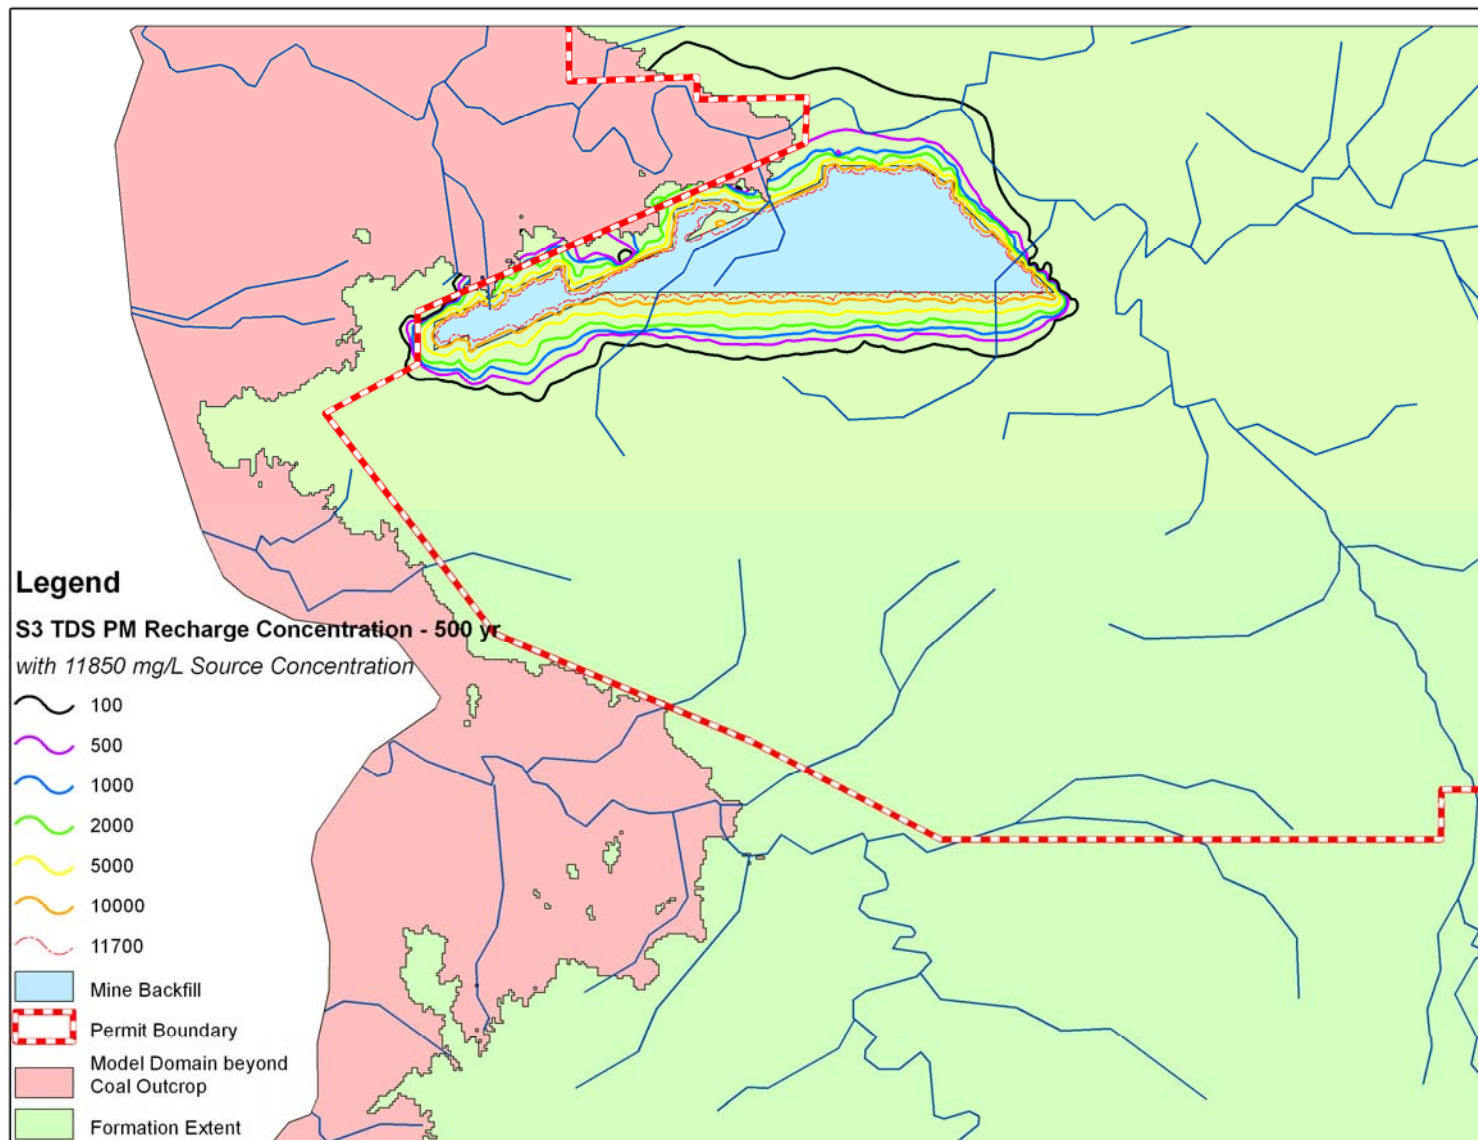 Legend
S3 TDS PM Recharge Concentration - 500 yr
with 11850 mg/L Source Concentration
100
500
1000
2000
5000
10000
11700
Mine Backfill
Permit Boundary
Model Domain beyond
Coal Outcrop
Formation Extent